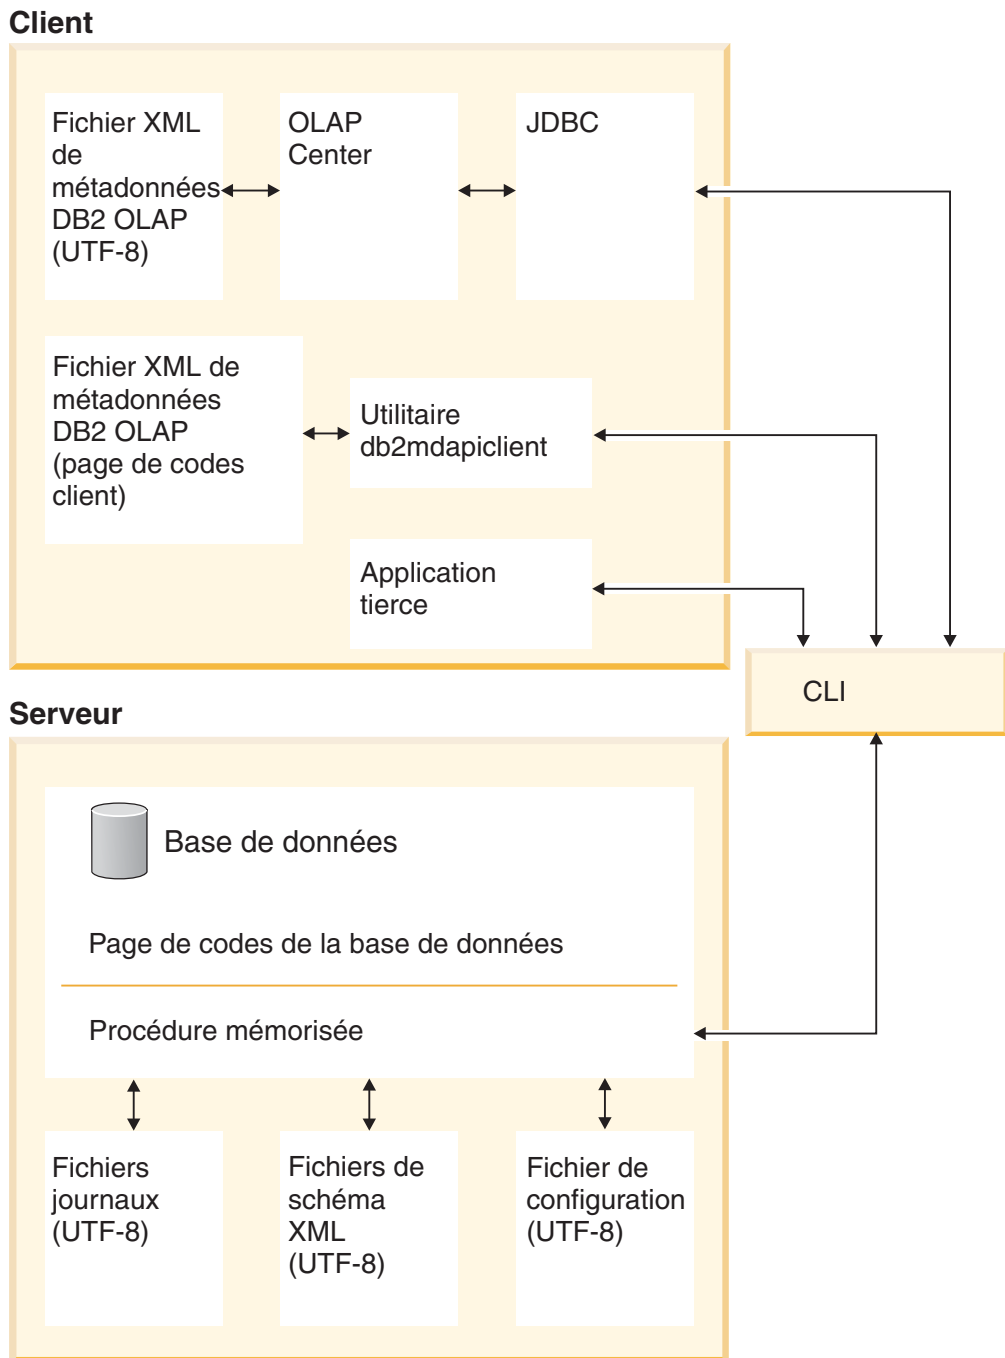 Client
Fichier XML
de
métadonnées
DB2 OLAP
(UTF-8)
OLAP
Center
JDBC
Fichier XML de
métadonnées
DB2 OLAP
(page de codes
client)
Utilitaire
db2mdapiclient
Application
tierce
CLI
Serveur
Base de données
Page de codes de la base de données
Procédure mémorisée
Fichiers
journaux
(UTF-8)
Fichiers de
schéma
XML
(UTF-8)
Fichier de
configuration
(UTF-8)